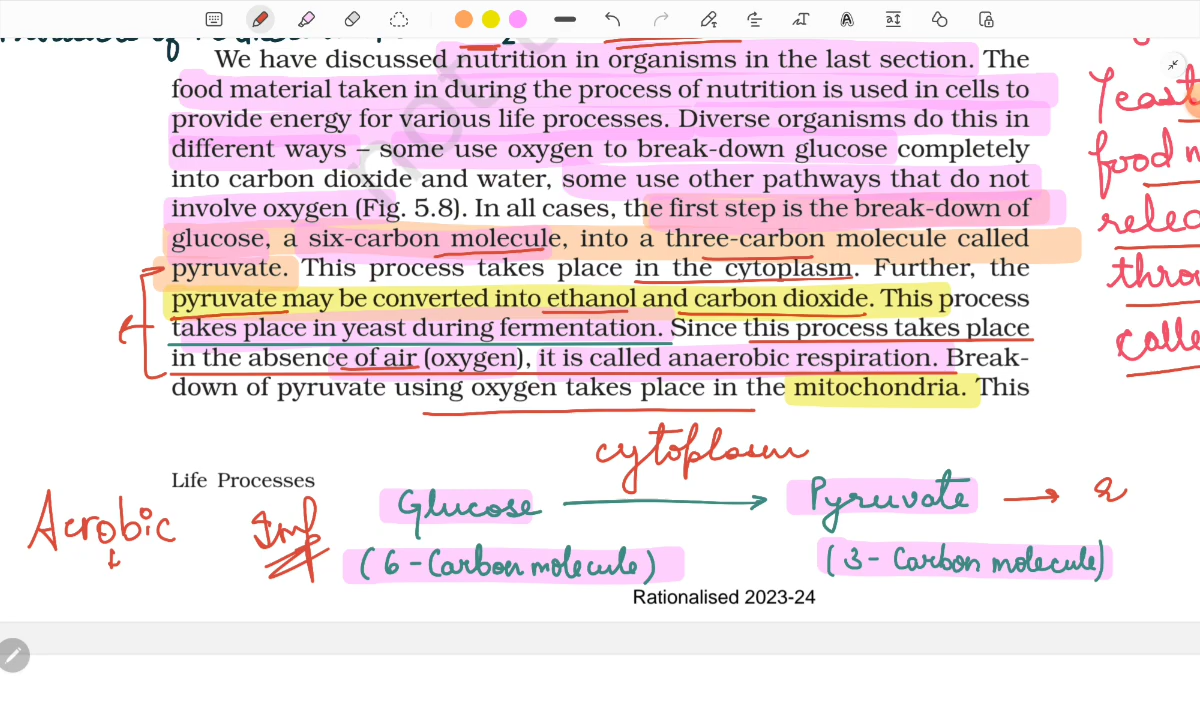 We have discussed nutrition in organisms in the last section. The
food material taken in during the process of nutrition is used in cells to
provide energy for various life processes. Diverse organisms do this in
different ways – some use oxygen to break-down glucose completely
into carbon dioxide and water, some use other pathways that do not
involve oxygen (Fig. 5.8). In all cases, the first step is the break-down of
glucose, a six-carbon molecule, into a three-carbon molecule called
pyruvate. This process takes place in the cytoplasm. Further, the
pyruvate may be converted into ethanol and carbon dioxide. This process
takes place in yeast during fermentation. Since this process takes place
in the absence of air (oxygen), it is called anaerobic respiration. Break-
down of pyruvate using oxygen takes place in the mitochondria. This
Yeast
food
cytoplasm
Life Processes
Glucose → Pyruvate → 2
Aerobic
Imp
(6-Carbon molecule) (3-Carbon molecule)
Rationalised 2023-24